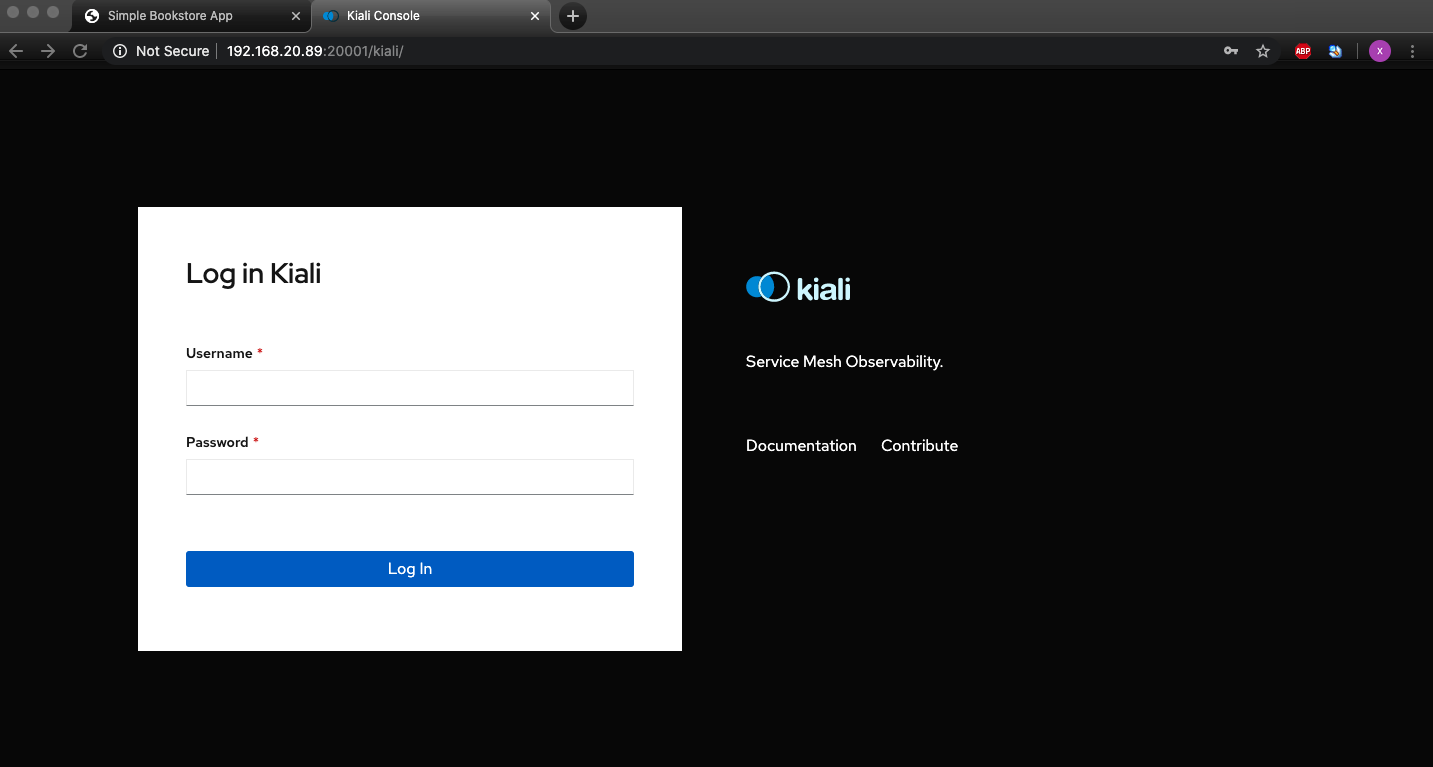 Simple Bookstore App
Kiali Console
Not Secure
192.168.20.89:20001/kiali/
ABP
X
Log in Kiali
Username *
Password *
Log In
kiali
Service Mesh Observability.
Documentation Contribute